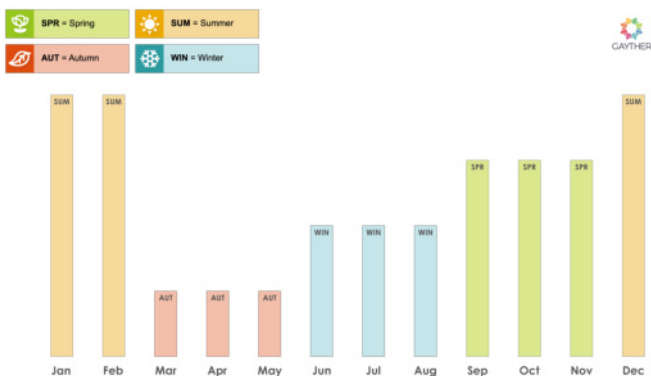 SPR = Spring
SUM = Summer
GAYTHER
AUT = Autumn
WIN = Winter
SUM SUM SUM
SPR SPR SPR
WIN WIN WIN
AUT AUT AUT
Jan Feb Mar Apr May Jun Jul Aug Sep Oct Nov Dec